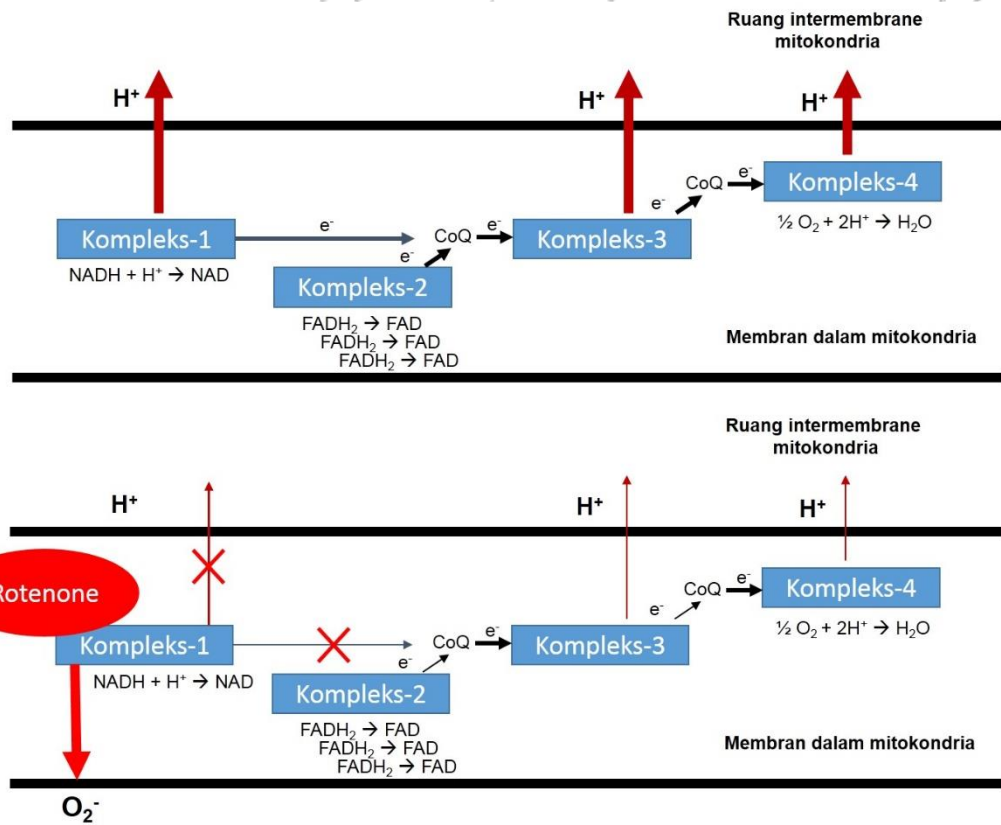 Ruang intermembrane
mitokondria
H⁺
H⁺
H⁺
e⁻
CoQ
Kompleks-4
e⁻
½ O₂ + 2H⁺ → H₂O
Kompleks-1
e⁻
CoQ
e⁻
Kompleks-3
e⁻
NADH + H⁺ → NAD
Kompleks-2
FADH₂ → FAD
FADH₂ → FAD
FADH₂ → FAD
Membran dalam mitokondria
Ruang intermembrane
mitokondria
H⁺
H⁺
H⁺
Rotenone
e⁻
CoQ
Kompleks-4
e⁻
½ O₂ + 2H⁺ → H₂O
Kompleks-1
CoQ
e⁻
Kompleks-3
e⁻
NADH + H⁺ → NAD
Kompleks-2
FADH₂ → FAD
FADH₂ → FAD
FADH₂ → FAD
Membran dalam mitokondria
O₂⁻